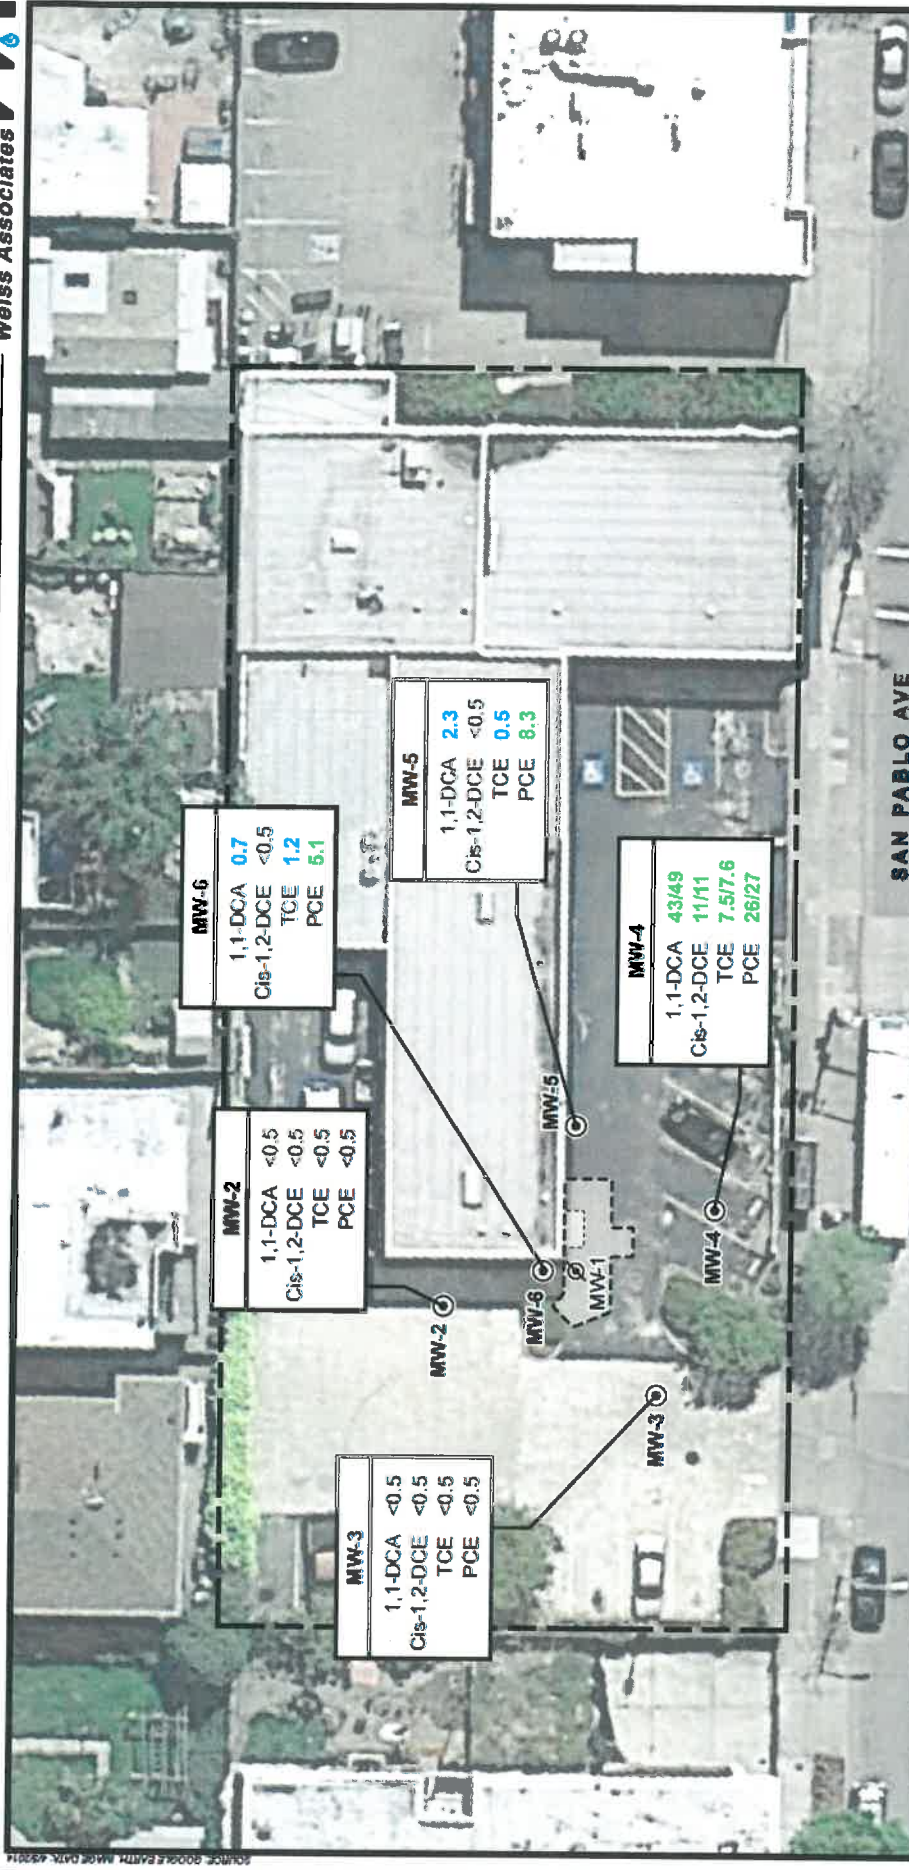 Weiss Associates
MW-6
1,1-DCA 0.7
Cis-1,2-DCE <0.5
TCE 1.2
PCE 5.1
MW-5
1,1-DCA 2.3
Cis-1,2-DCE <0.5
TCE 0.5
PCE 8.3
MW-2
1,1-DCA <0.5
Cis-1,2-DCE <0.5
TCE <0.5
PCE <0.5
MW-4
1,1-DCA 43/49
Cis-1,2-DCE 11/11
TCE 7.5/7.6
PCE 26/27
MW-3
1,1-DCA <0.5
Cis-1,2-DCE <0.5
TCE <0.5
PCE <0.5
MW-2
MW-6
MW-1
MW-5
MW-4
MW-3
SAN PABLO AVE
SOURCE: GOOGLE EARTH, IMAGE DATE: 4/5/2014